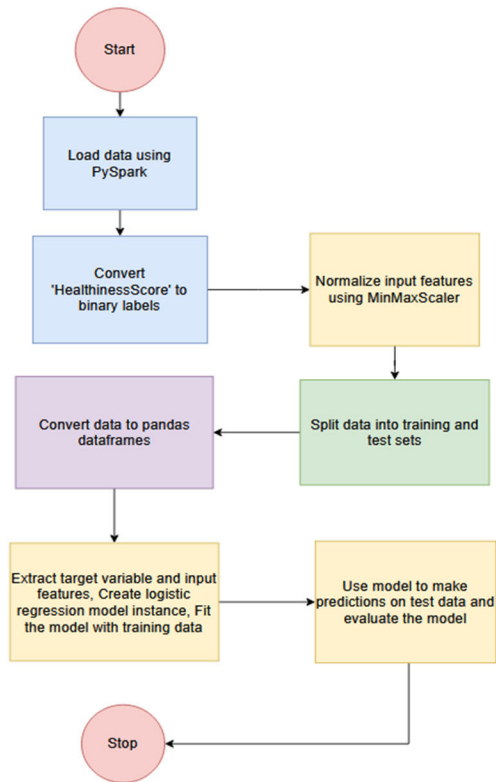 Start
Load data using
PySpark
Convert
'HealthinessScore' to
binary labels
Normalize input features
using MinMaxScaler
Split data into training and
test sets
Convert data to pandas
dataframes
Extract target variable and input
features, Create logistic
regression model instance, Fit
the model with training data
Use model to make
predictions on test data and
evaluate the model
Stop